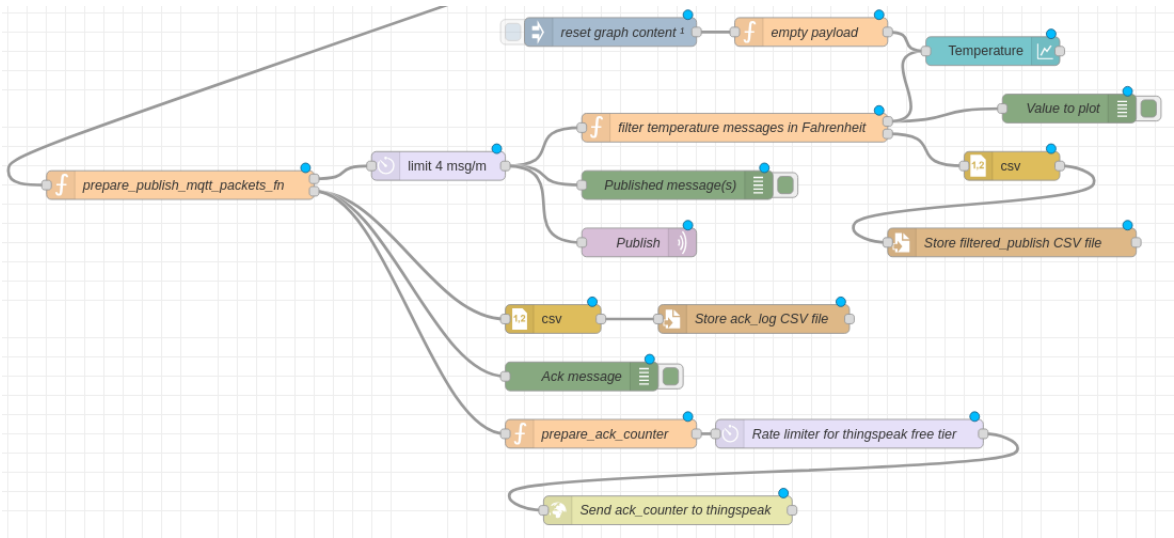 reset graph content ¹
empty payload
Temperature
Value to plot
filter temperature messages in Fahrenheit
limit 4 msg/m
1,2 csv
prepare_publish_mqtt_packets_fn
Published message(s)
Publish
Store filtered_publish CSV file
1,2 csv
Store ack_log CSV file
Ack message
prepare_ack_counter
Rate limiter for thingspeak free tier
Send ack_counter to thingspeak